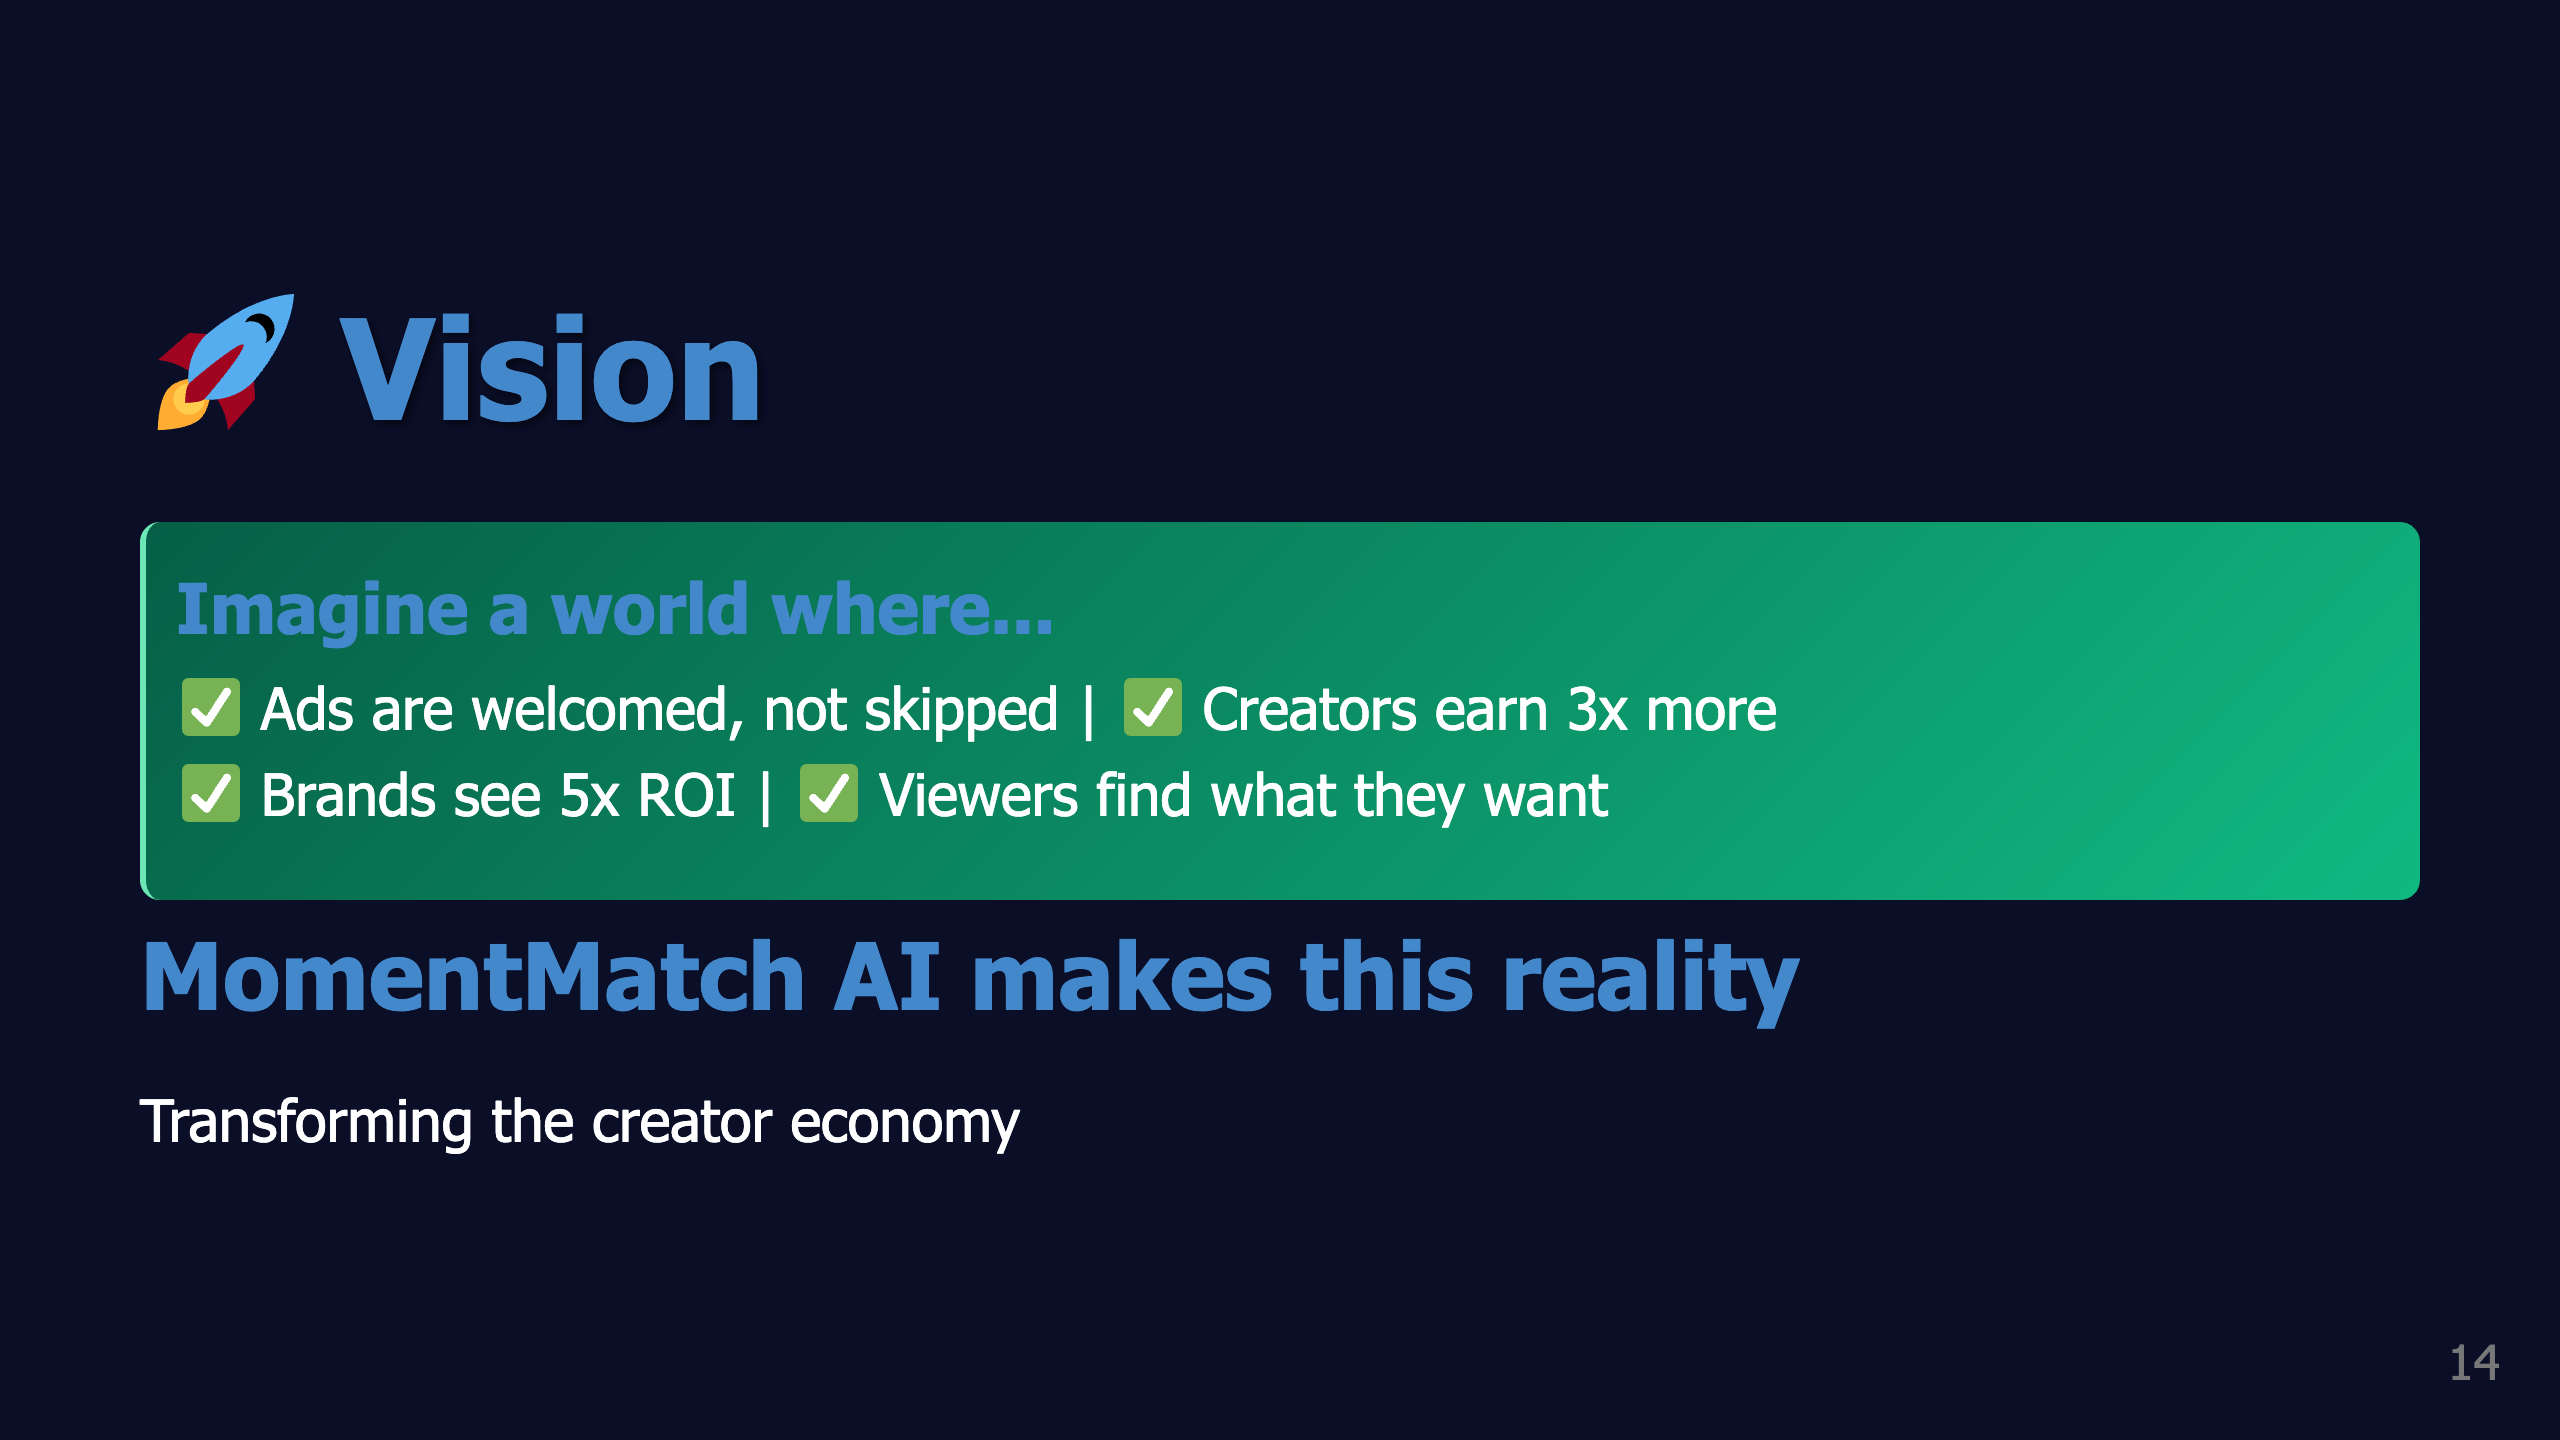 🚀 Vision
Imagine a world where...
✅ Ads are welcomed, not skipped | ✅ Creators earn 3x more
✅ Brands see 5x ROI | ✅ Viewers find what they want
MomentMatch AI makes this reality
Transforming the creator economy
14